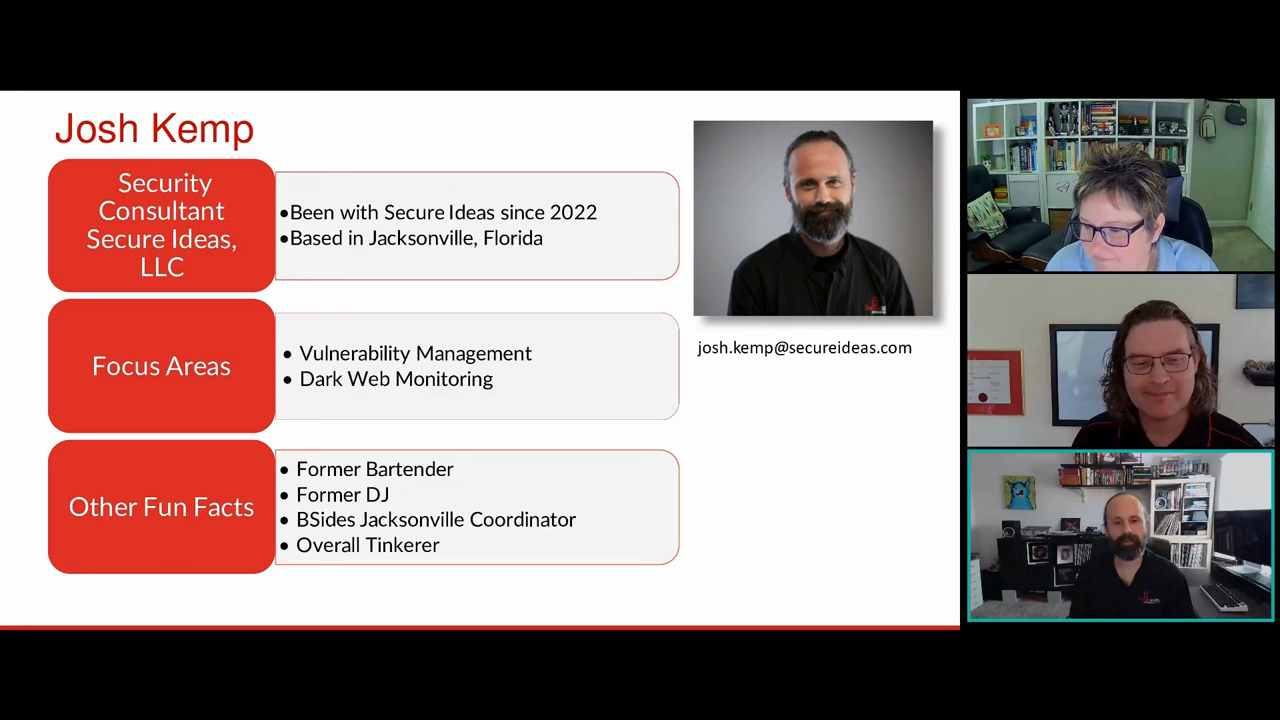 Josh Kemp
Security
Consultant
Secure Ideas,
LLC
•Been with Secure Ideas since 2022
•Based in Jacksonville, Florida
josh.kemp@secureideas.com
Focus Areas
• Vulnerability Management
• Dark Web Monitoring
Other Fun Facts
• Former Bartender
• Former DJ
• BSides Jacksonville Coordinator
• Overall Tinkerer